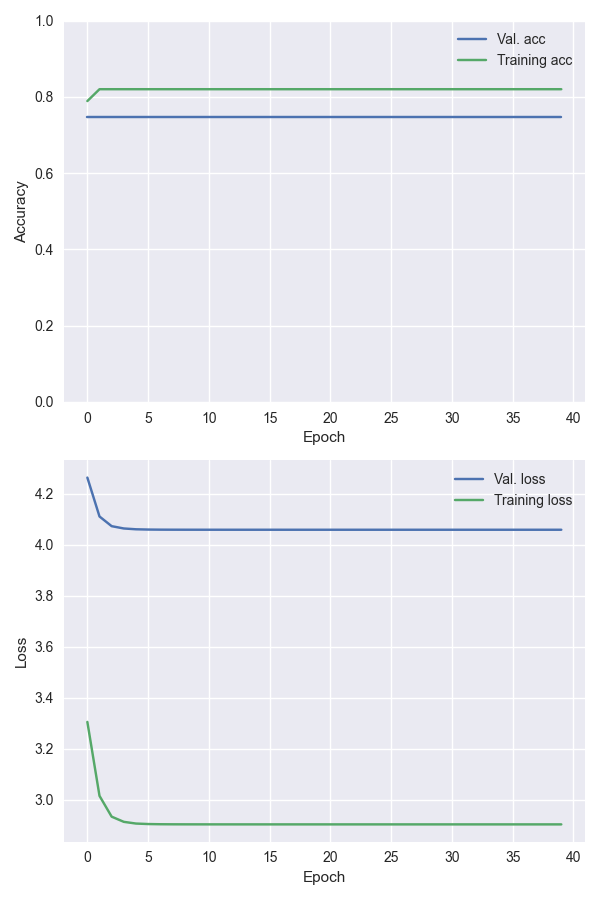 1.0
0.8
0.6
0.4
0.2
0.0
Accuracy
Val. acc
Training acc
0 5 10 15 20 25 30 35 40
Epoch
4.2
4.0
3.8
3.6
3.4
3.2
3.0
Loss
Val. loss
Training loss
0 5 10 15 20 25 30 35 40
Epoch